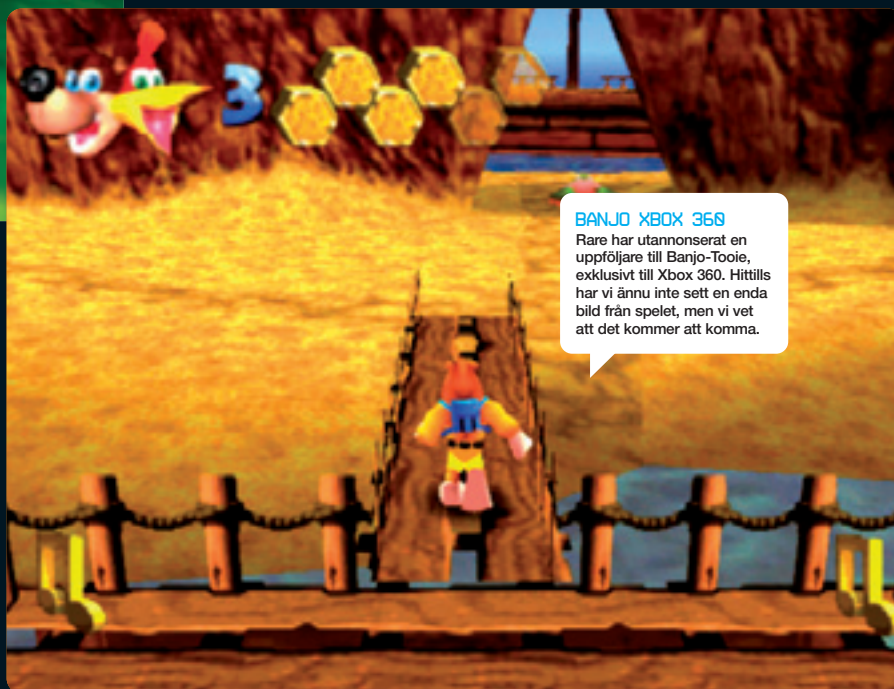 3
BANJO XBOX 360
Rare har utannonserat en
uppföljare till Banjo-Tooie,
exklusivt till Xbox 360. Hittills
har vi ännu inte sett en enda
bild från spelet, men vi vet
att det kommer att komma.